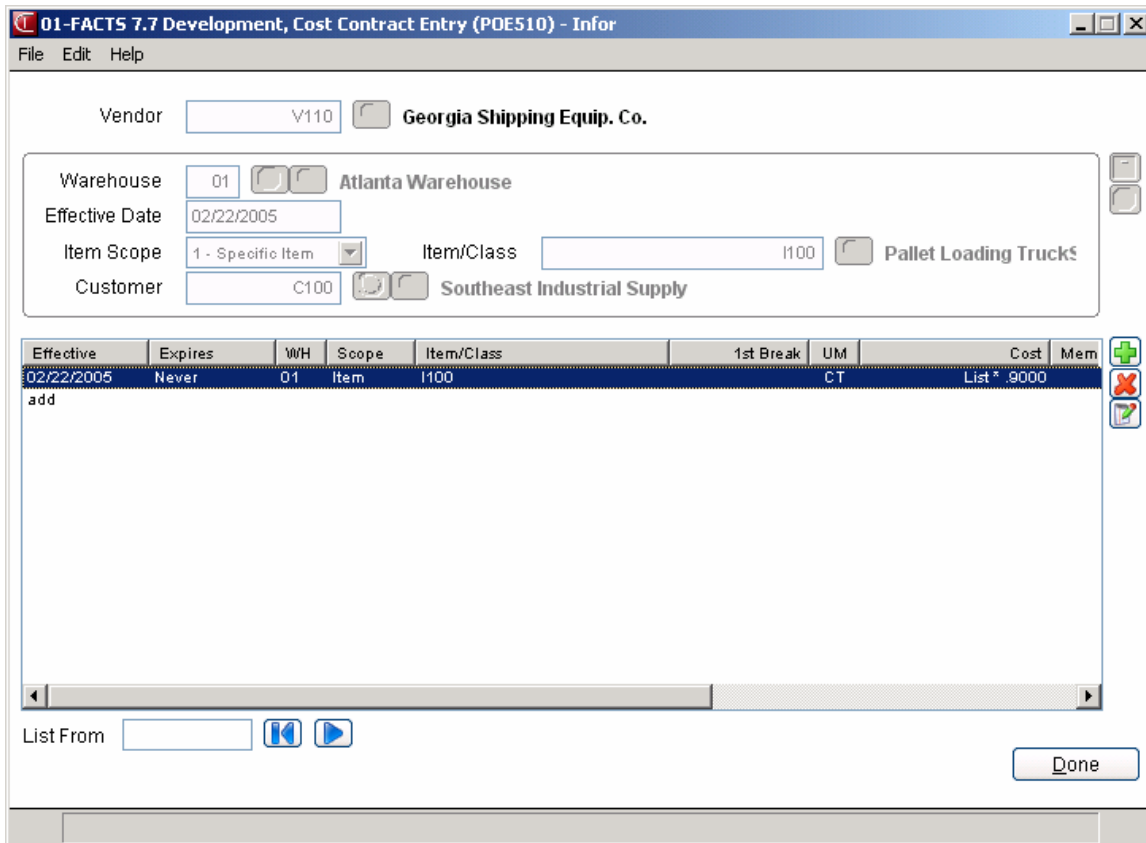 01-FACTS 7.7 Development, Cost Contract Entry (POE510) - Infor
File Edit Help
Vendor V110 Georgia Shipping Equip. Co.
Warehouse 01 Atlanta Warehouse
Effective Date 02/22/2005
Item Scope 1 - Specific Item Item/Class I100 Pallet Loading TruckS
Customer C100 Southeast Industrial Supply
Effective Expires WH Scope Item/Class 1st Break UM Cost Mem
02/22/2005 Never 01 Item I100 CT List * .9000
add
List From
Done